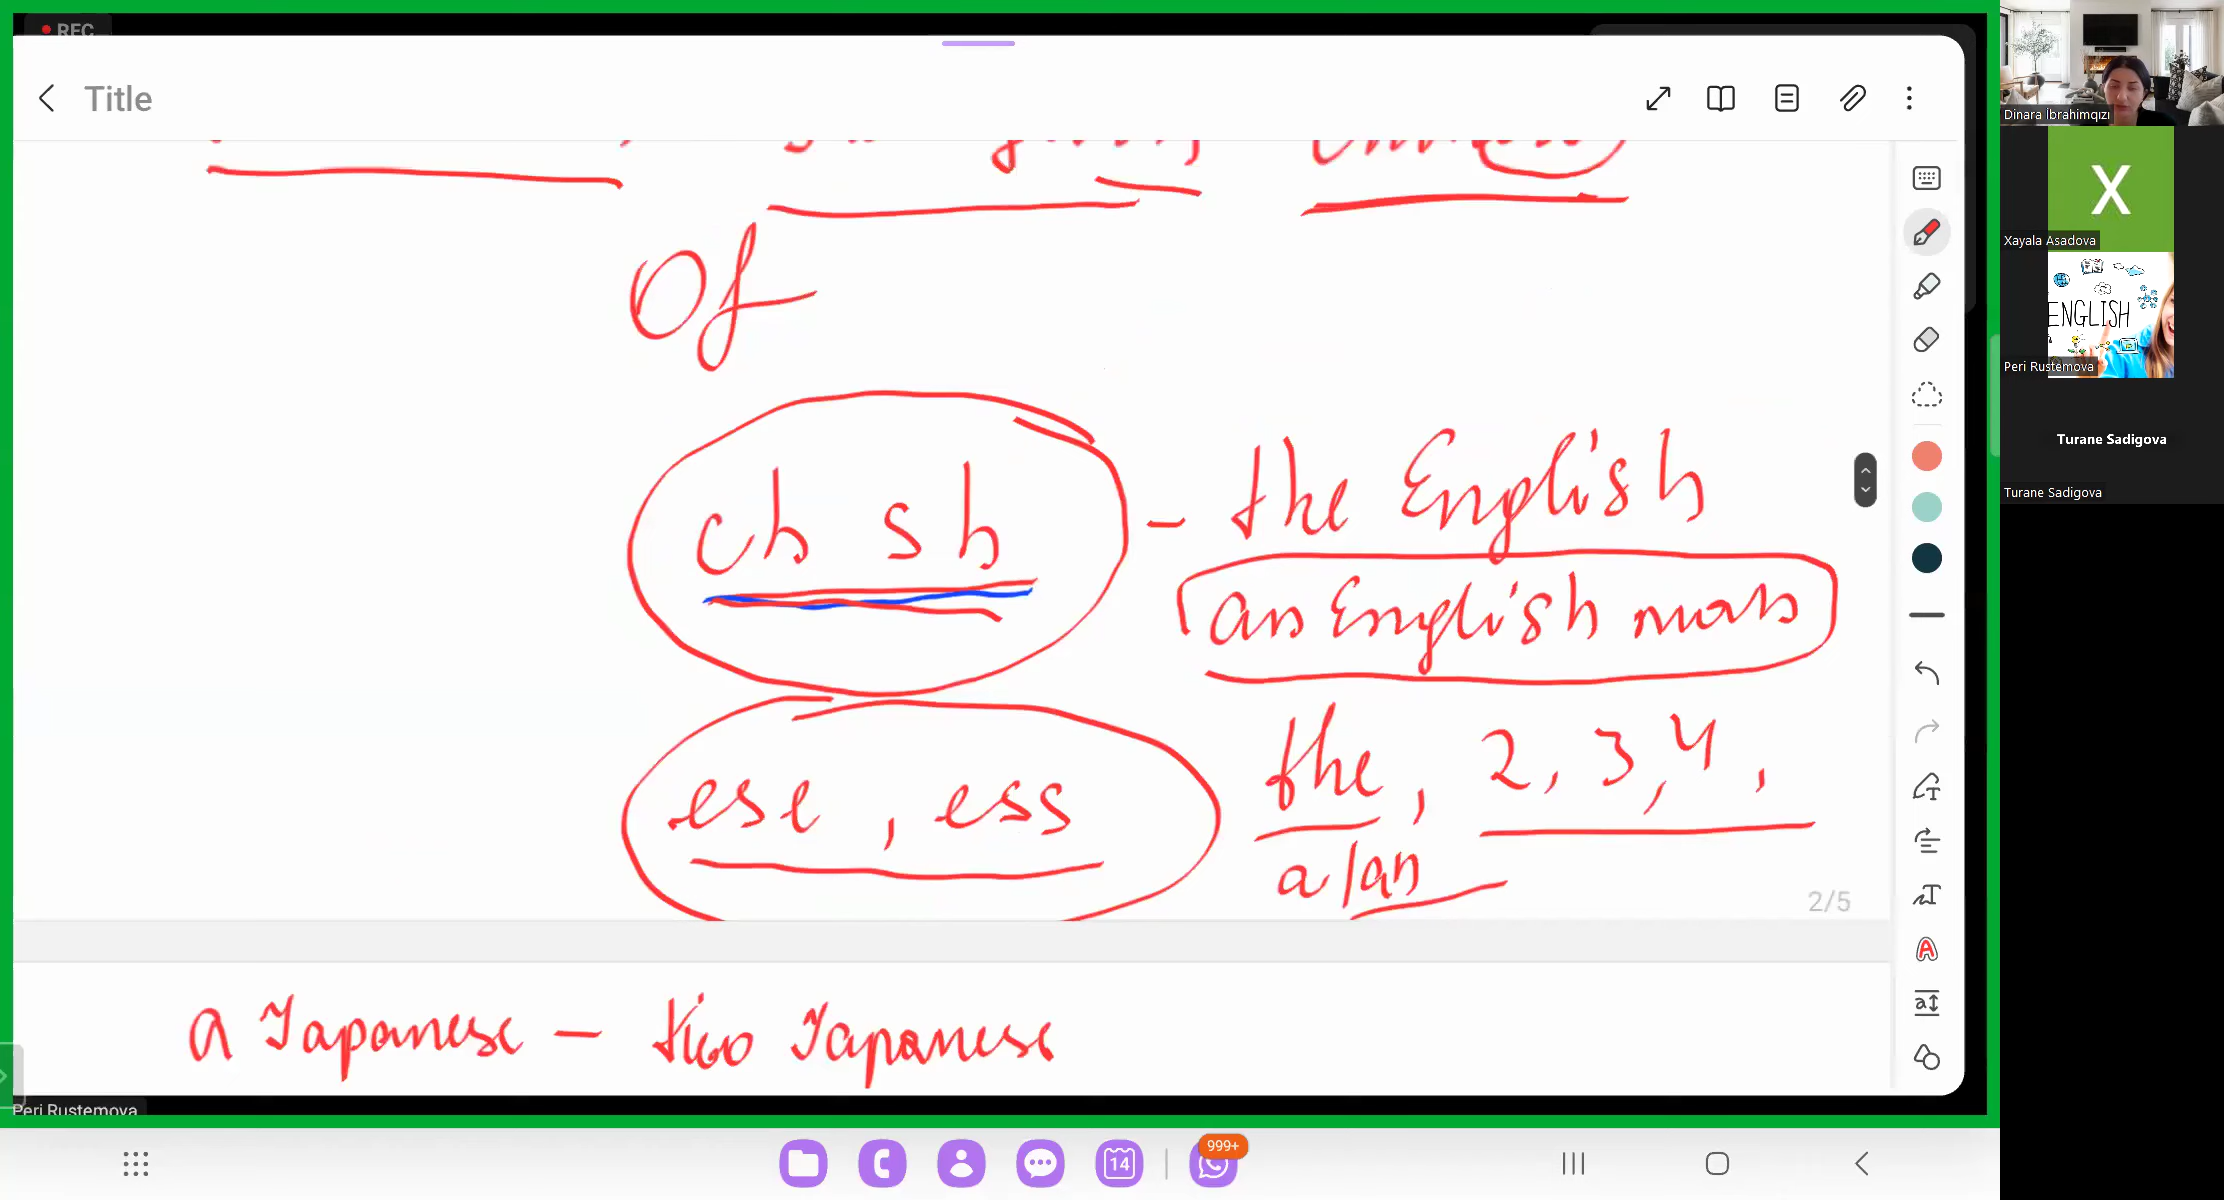 REC
Title
Of
ch sh - the English
an English man
ese, ess the, 2, 3, 4,
a/an
2/5
a Japanese - two Japanese
Peri Rustemova
14
999+
Dinara İbrahimqızı
X
Xayala Asadova
ENGLISH
Peri Rustemova
Turane Sadigova
Turane Sadigova